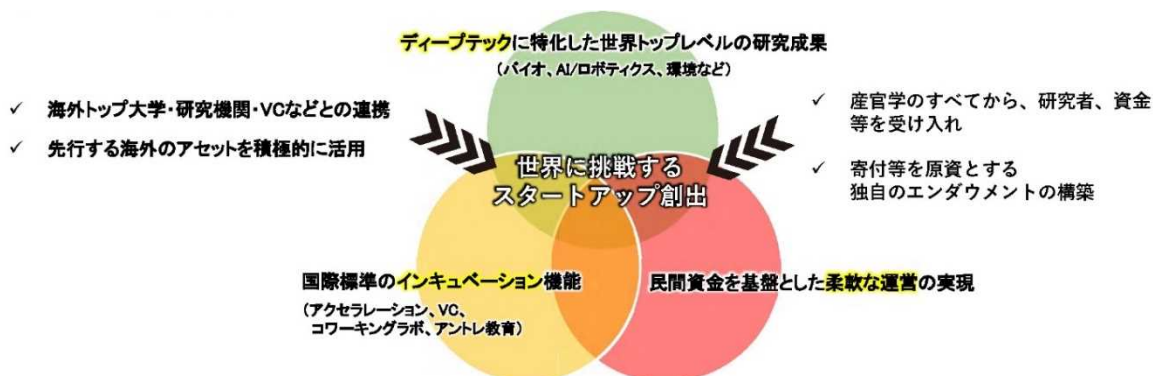 ディープテックに特化した世界トップレベルの研究成果
(バイオ、AI/ロボティクス、環境など)
✓ 海外トップ大学・研究機関・VCなどとの連携
✓ 先行する海外のアセットを積極的に活用
✓ 産官学のすべてから、研究者、資金
等を受け入れ
✓ 寄付等を原資とする
独自のエンダウメントの構築
世界に挑戦する
スタートアップ創出
国際標準のインキュベーション機能
(アクセラレーション、VC、
コワーキングラボ、アントレ教育)
民間資金を基盤とした柔軟な運営の実現